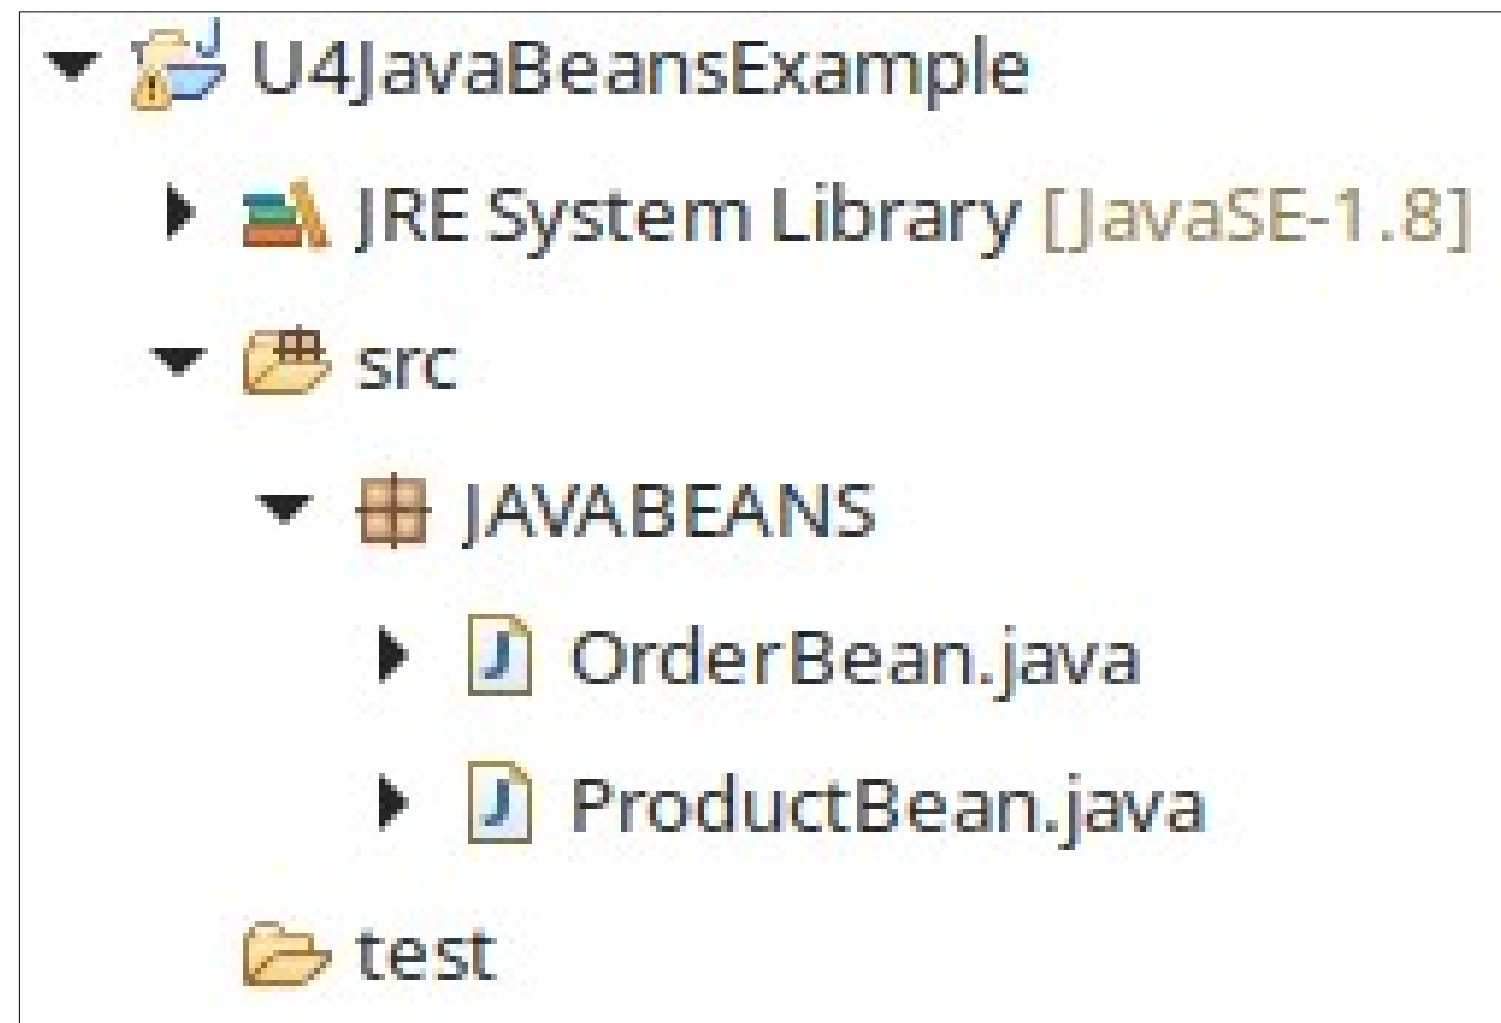 U4JavaBeansExample
JRE System Library [JavaSE-1.8]
src
JAVABEANS
OrderBean.java
ProductBean.java
test